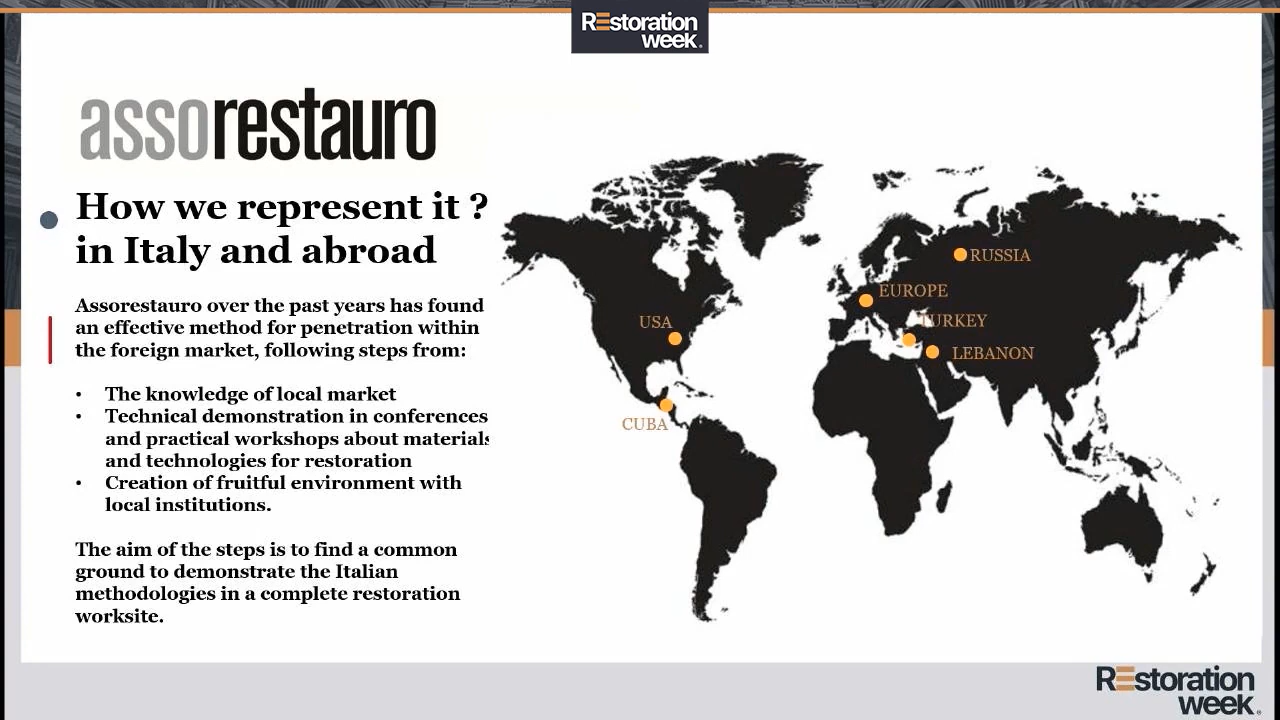 REstoration
week.
assorestauro
How we represent it ?
in Italy and abroad
Assorestauro over the past years has found
an effective method for penetration within
the foreign market, following steps from:
• The knowledge of local market
• Technical demonstration in conferences
and practical workshops about materials
and technologies for restoration
• Creation of fruitful environment with
local institutions.
The aim of the steps is to find a common
ground to demonstrate the Italian
methodologies in a complete restoration
worksite.
RUSSIA
EUROPE
USA
TURKEY
LEBANON
CUBA
REstoration
week.